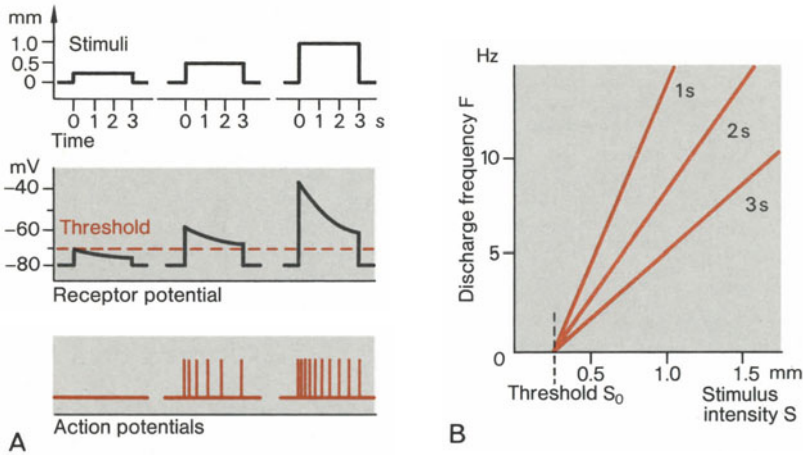 mm
Stimuli
1.0
0.5
0
0 1 2 3 0 1 2 3 0 1 2 3 s
Time
mV
−40
−60
Threshold
−80
Receptor potential
Action potentials
A
Hz
Discharge frequency F
10
5
0
1s
2s
3s
0.5 1.0 1.5 mm
Threshold S₀
Stimulus
intensity S
B